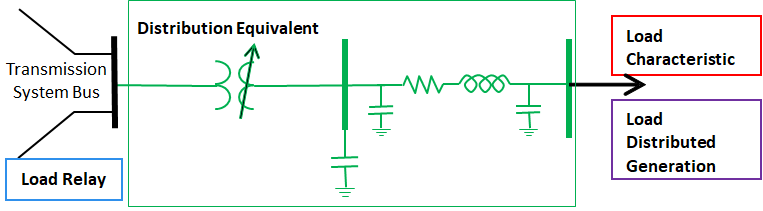 Distribution Equivalent
Transmission
System Bus
Load Relay
Load
Characteristic
Load
Distributed
Generation